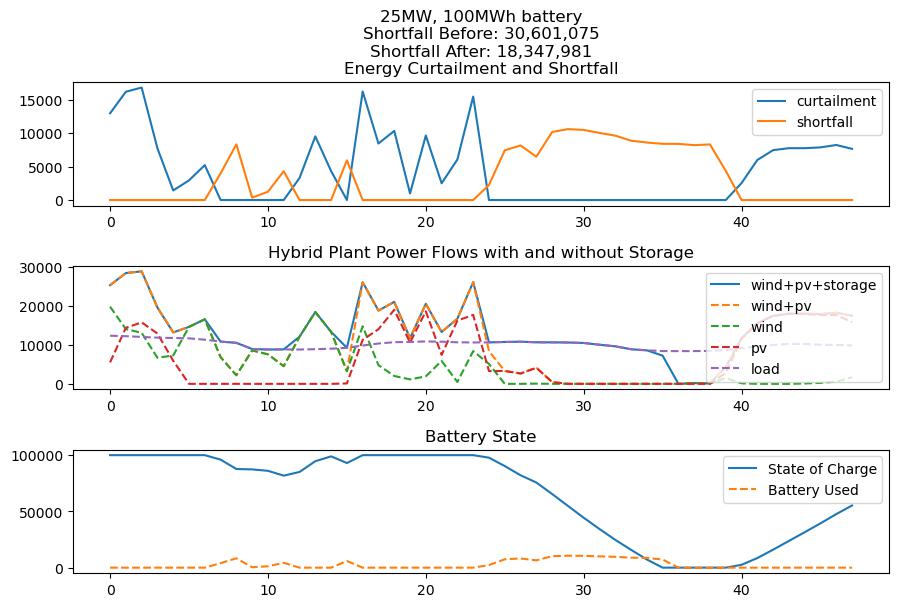 25MW, 100MWh battery
Shortfall Before: 30,601,075
Shortfall After: 18,347,981
Energy Curtailment and Shortfall
15000
10000
5000
0
curtailment
shortfall
0 10 20 30 40
Hybrid Plant Power Flows with and without Storage
30000
20000
10000
0
wind+pv+storage
wind+pv
wind
pv
load
0 10 20 30 40
Battery State
100000
50000
0
State of Charge
Battery Used
0 10 20 30 40